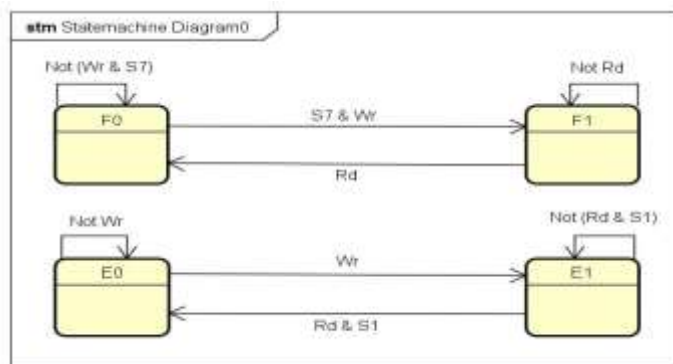 stm Statemachine Diagram0
Not (Wr & S7)
Not Rd
F0
S7 & Wr
F1
Rd
Not Wr
Not (Rd & S1)
E0
Wr
E1
Rd & S1